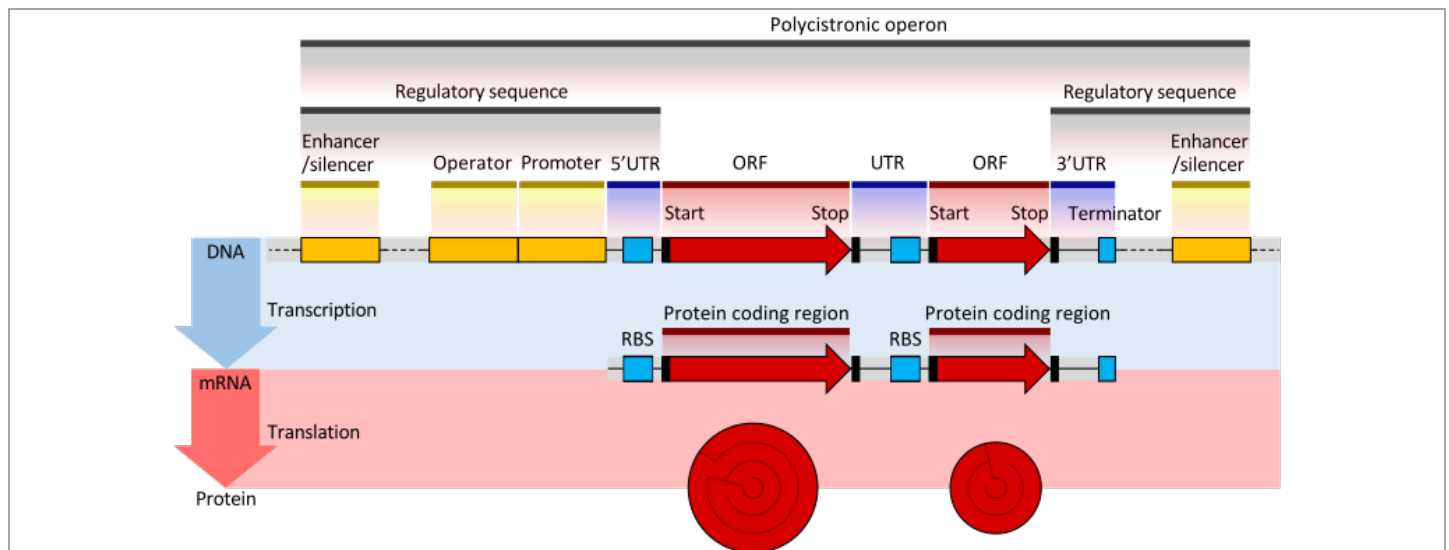 Polycistronic operon
Regulatory sequence
Regulatory sequence
Enhancer
/silencer
Operator
Promoter
5'UTR
ORF
UTR
ORF
3'UTR
Enhancer
/silencer
Start
Stop
Start
Stop
Terminator
DNA
Transcription
Protein coding region
Protein coding region
RBS
RBS
mRNA
Translation
Protein